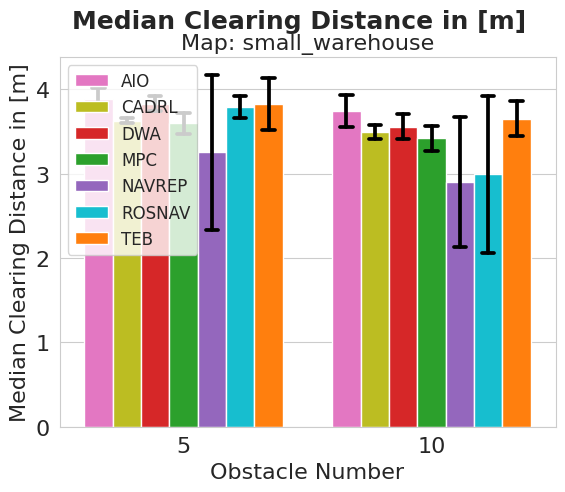 Median Clearing Distance in [m]
Map: small_warehouse
Median Clearing Distance in [m]
4
3
2
1
0
AIO
CADRL
DWA
MPC
NAVREP
ROSNAV
TEB
5
10
Obstacle Number